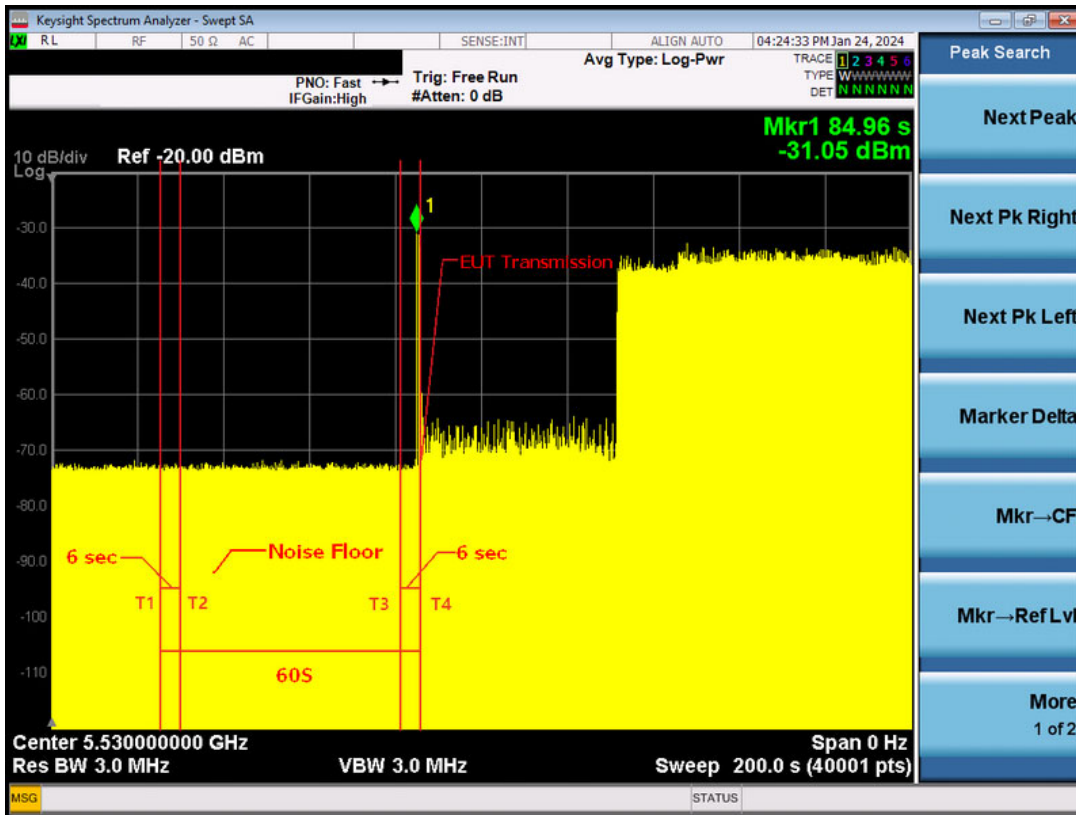 Keysight Spectrum Analyzer - Swept SA
LXI RL RF 50 Ω AC SENSE:INT ALIGN AUTO 04:24:33 PM Jan 24, 2024
PNO: Fast
IFGain:High
Trig: Free Run
#Atten: 0 dB
Avg Type: Log-Pwr
TRACE 1 2 3 4 5 6
TYPE WWWWWW
DET N N N N N N
Mkr1 84.96 s
-31.05 dBm
10 dB/div Ref -20.00 dBm
Log
1
-30.0
EUT Transmission
-40.0
-50.0
-60.0
-70.0
-80.0
-90.0
6 sec Noise Floor 6 sec
T1 T2 T3 T4
-100
-110
60S
Center 5.530000000 GHz Span 0 Hz
Res BW 3.0 MHz VBW 3.0 MHz Sweep 200.0 s (40001 pts)
MSG STATUS
Peak Search
Next Peak
Next Pk Right
Next Pk Left
Marker Delta
Mkr→CF
Mkr→Ref Lvl
More
1 of 2